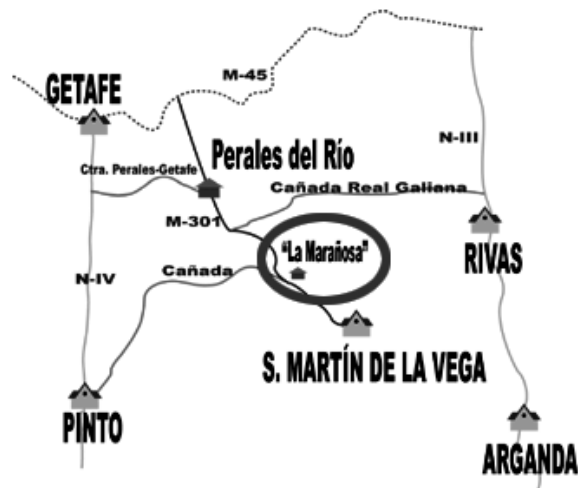 M-45
GETAFE
N-III
Perales del Río
Ctra. Perales-Getafe
Cañada Real Galiana
M-301
"La Marañosa"
RIVAS
Cañada
N-IV
S. MARTÍN DE LA VEGA
PINTO
ARGANDA